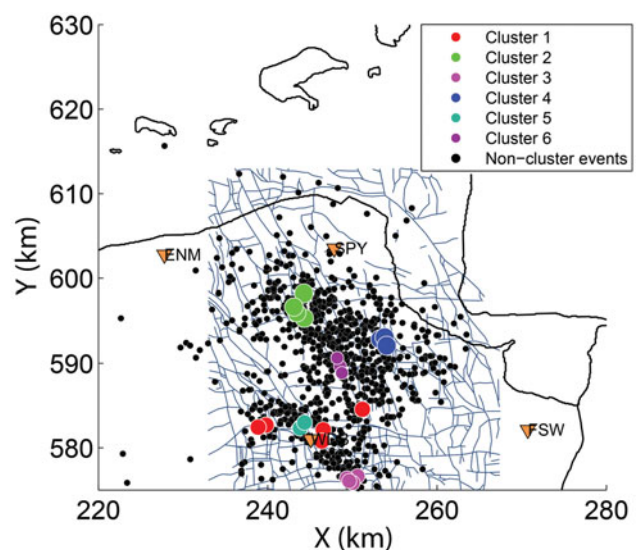 630
620
610
600
590
580
220
240
260
280
X (km)
Y (km)
Cluster 1
Cluster 2
Cluster 3
Cluster 4
Cluster 5
Cluster 6
Non-cluster events
ENM
SPY
FSW